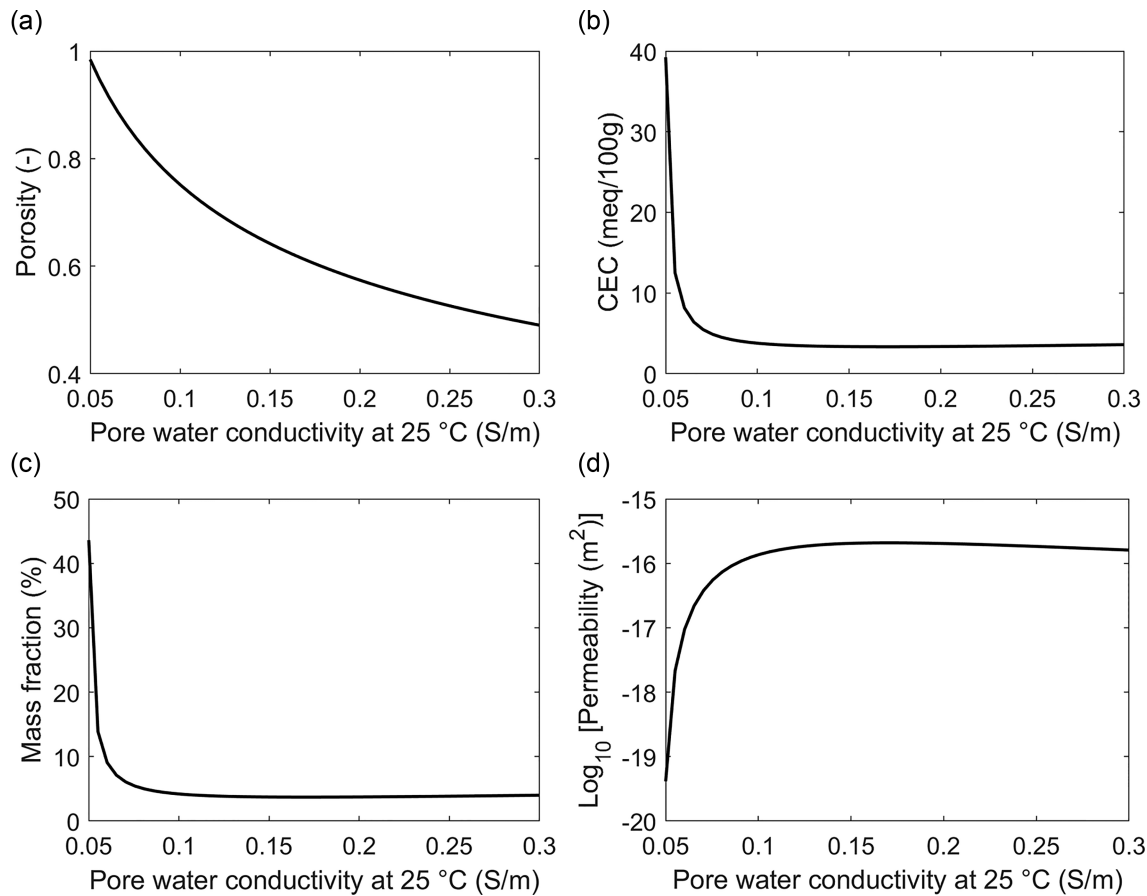 (a)
1
0.8
0.6
0.4
Porosity (-)
0.05 0.1 0.15 0.2 0.25 0.3
Pore water conductivity at 25 °C (S/m)
(b)
40
30
20
10
0
CEC (meq/100g)
0.05 0.1 0.15 0.2 0.25 0.3
Pore water conductivity at 25 °C (S/m)
(c)
50
40
30
20
10
0
Mass fraction (%)
0.05 0.1 0.15 0.2 0.25 0.3
Pore water conductivity at 25 °C (S/m)
(d)
-15
-16
-17
-18
-19
-20
Log10 [Permeability (m2)]
0.05 0.1 0.15 0.2 0.25 0.3
Pore water conductivity at 25 °C (S/m)